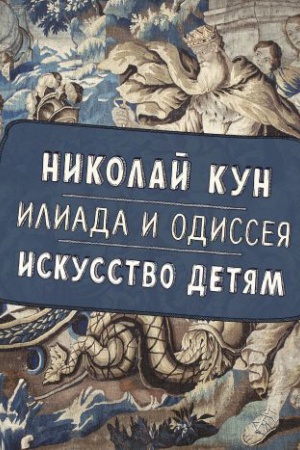 НИКОЛАЙ КУН
ИЛИАДА И ОДИССЕЯ
ИСКУССТВО ДЕТЯМ